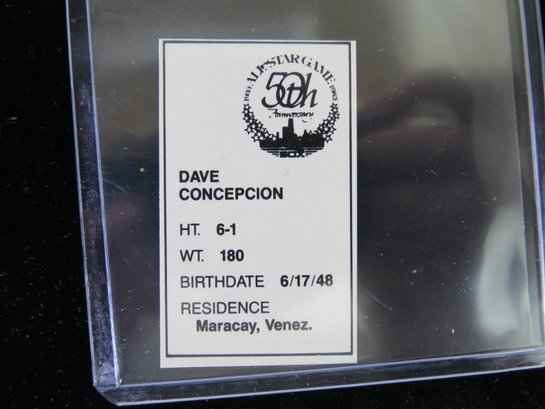 1933 ALL STAR GAME 1983
50th
Anniversary
SOX
DAVE
CONCEPCION
HT. 6-1
WT. 180
BIRTHDATE 6/17/48
RESIDENCE
Maracay, Venez.